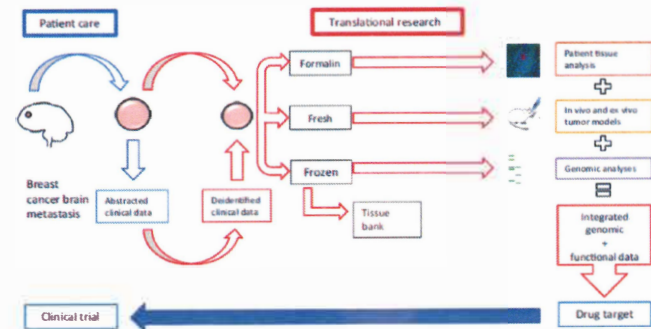 Patient care
Translational research
Formalin
Fresh
Frozen
Tissue
bank
Patient tissue
analysis
In vivo and ex vivo
tumor models
Genomic analyses
Breast
cancer brain
metastasis
Abstracted
clinical data
Deidentified
clinical data
Integrated
genomic
+
functional data
Clinical trial
Drug target